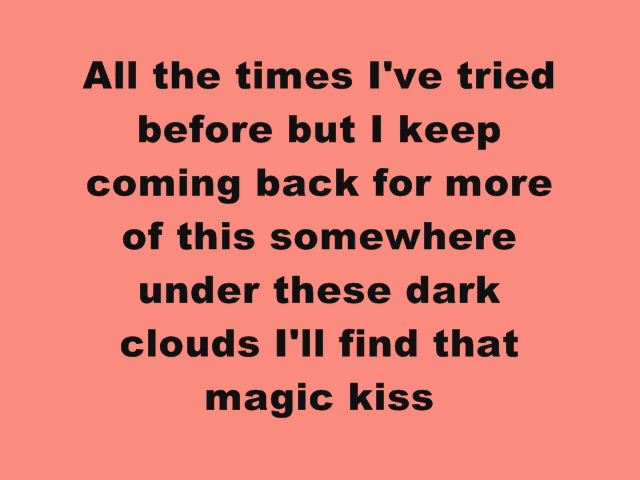 All the times I've tried
before but I keep
coming back for more
of this somewhere
under these dark
clouds I'll find that
magic kiss